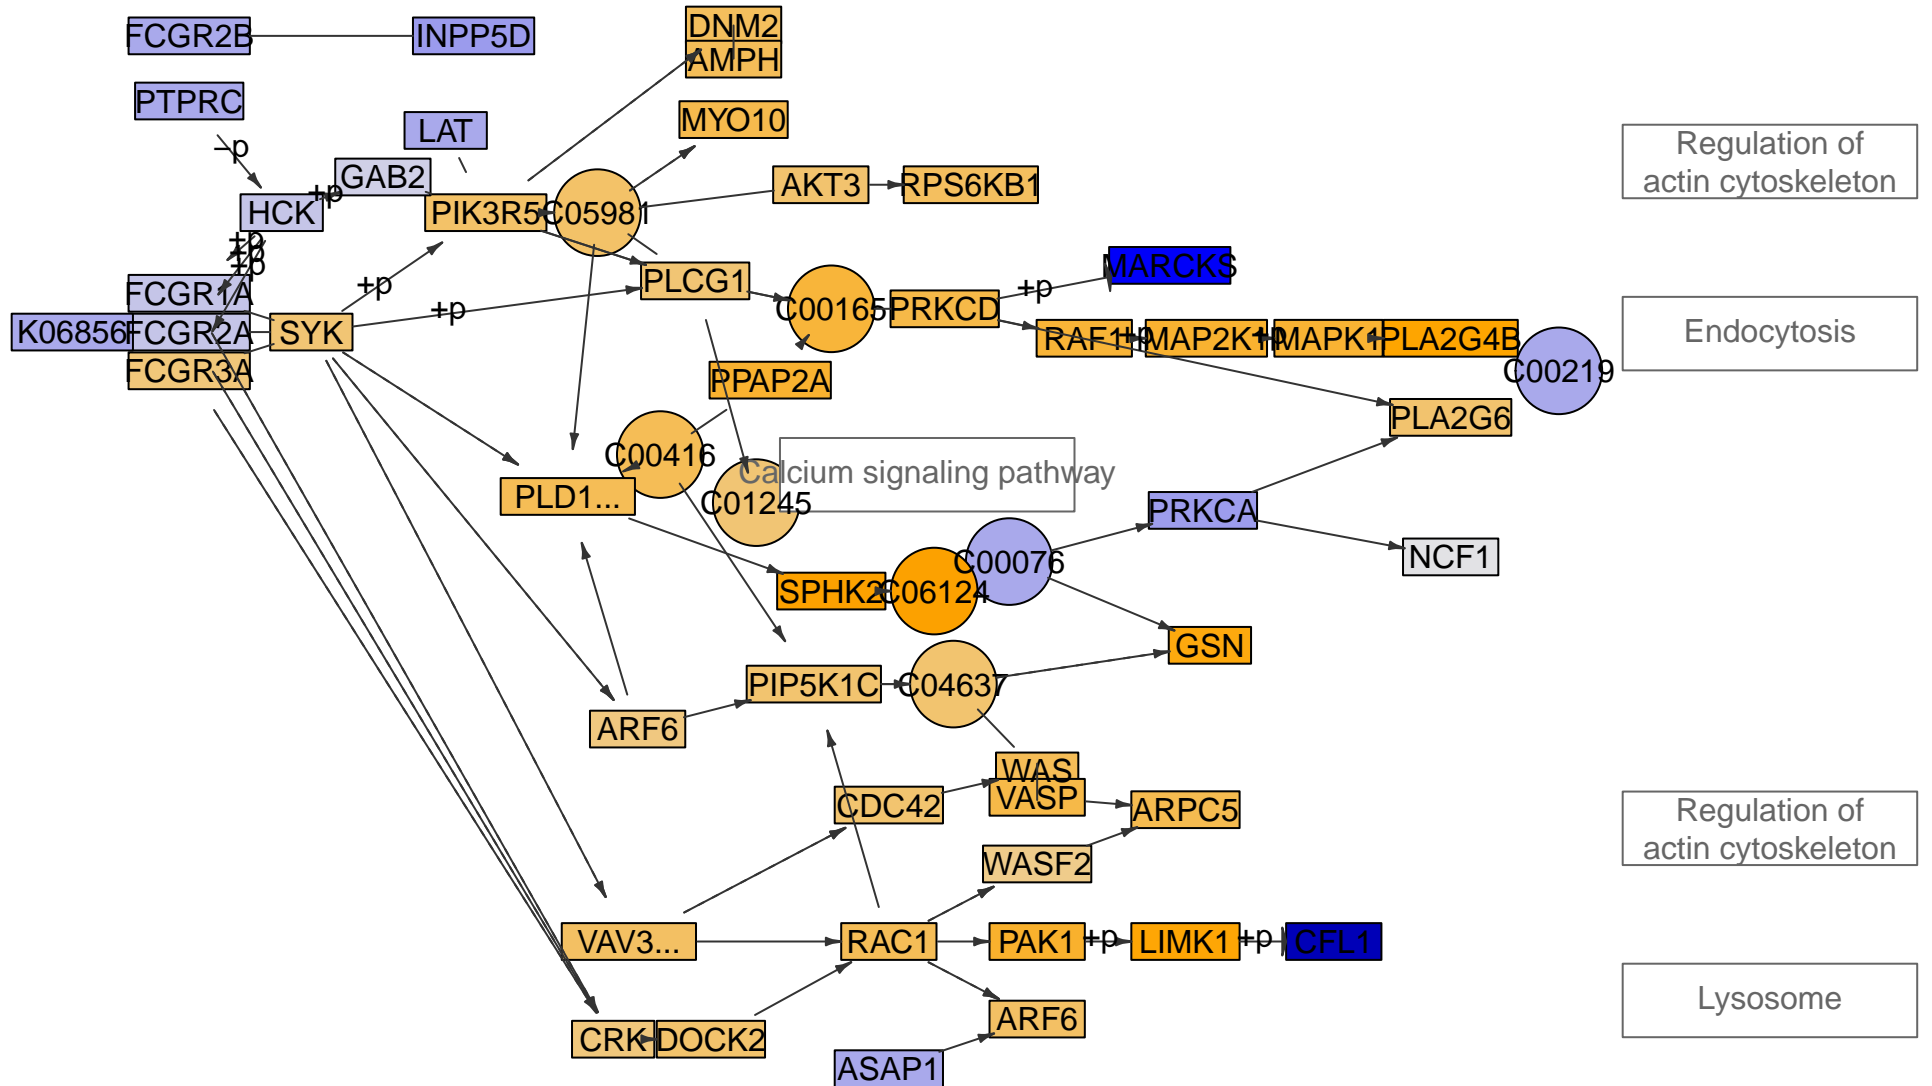 FCGR2B
INPP5D
DNM2
AMPH
PTPRC
LAT
MYO10
Regulation of
actin cytoskeleton
–p
GAB2
+p
HCK
PIK3R5
C05981
AKT3
RPS6KB1
+p
+p
+p
FCGR1A
+p
PLCG1
C00165
PRKCD
+p
MARCKS
K06856
FCGR2A
SYK
+p
RAF1
+p
MAP2K1
+p
MAPK1
PLA2G4B
C00219
Endocytosis
FCGR3A
PPAP2A
PLA2G6
C00416
Calcium signaling pathway
PLD1...
C01245
PRKCA
NCF1
C00076
SPHK2
C06124
GSN
PIP5K1C
C04637
ARF6
WAS
VASP
CDC42
ARPC5
Regulation of
actin cytoskeleton
WASF2
VAV3...
RAC1
PAK1
+p
LIMK1
+p
CFL1
Lysosome
ARF6
CRK
DOCK2
ASAP1